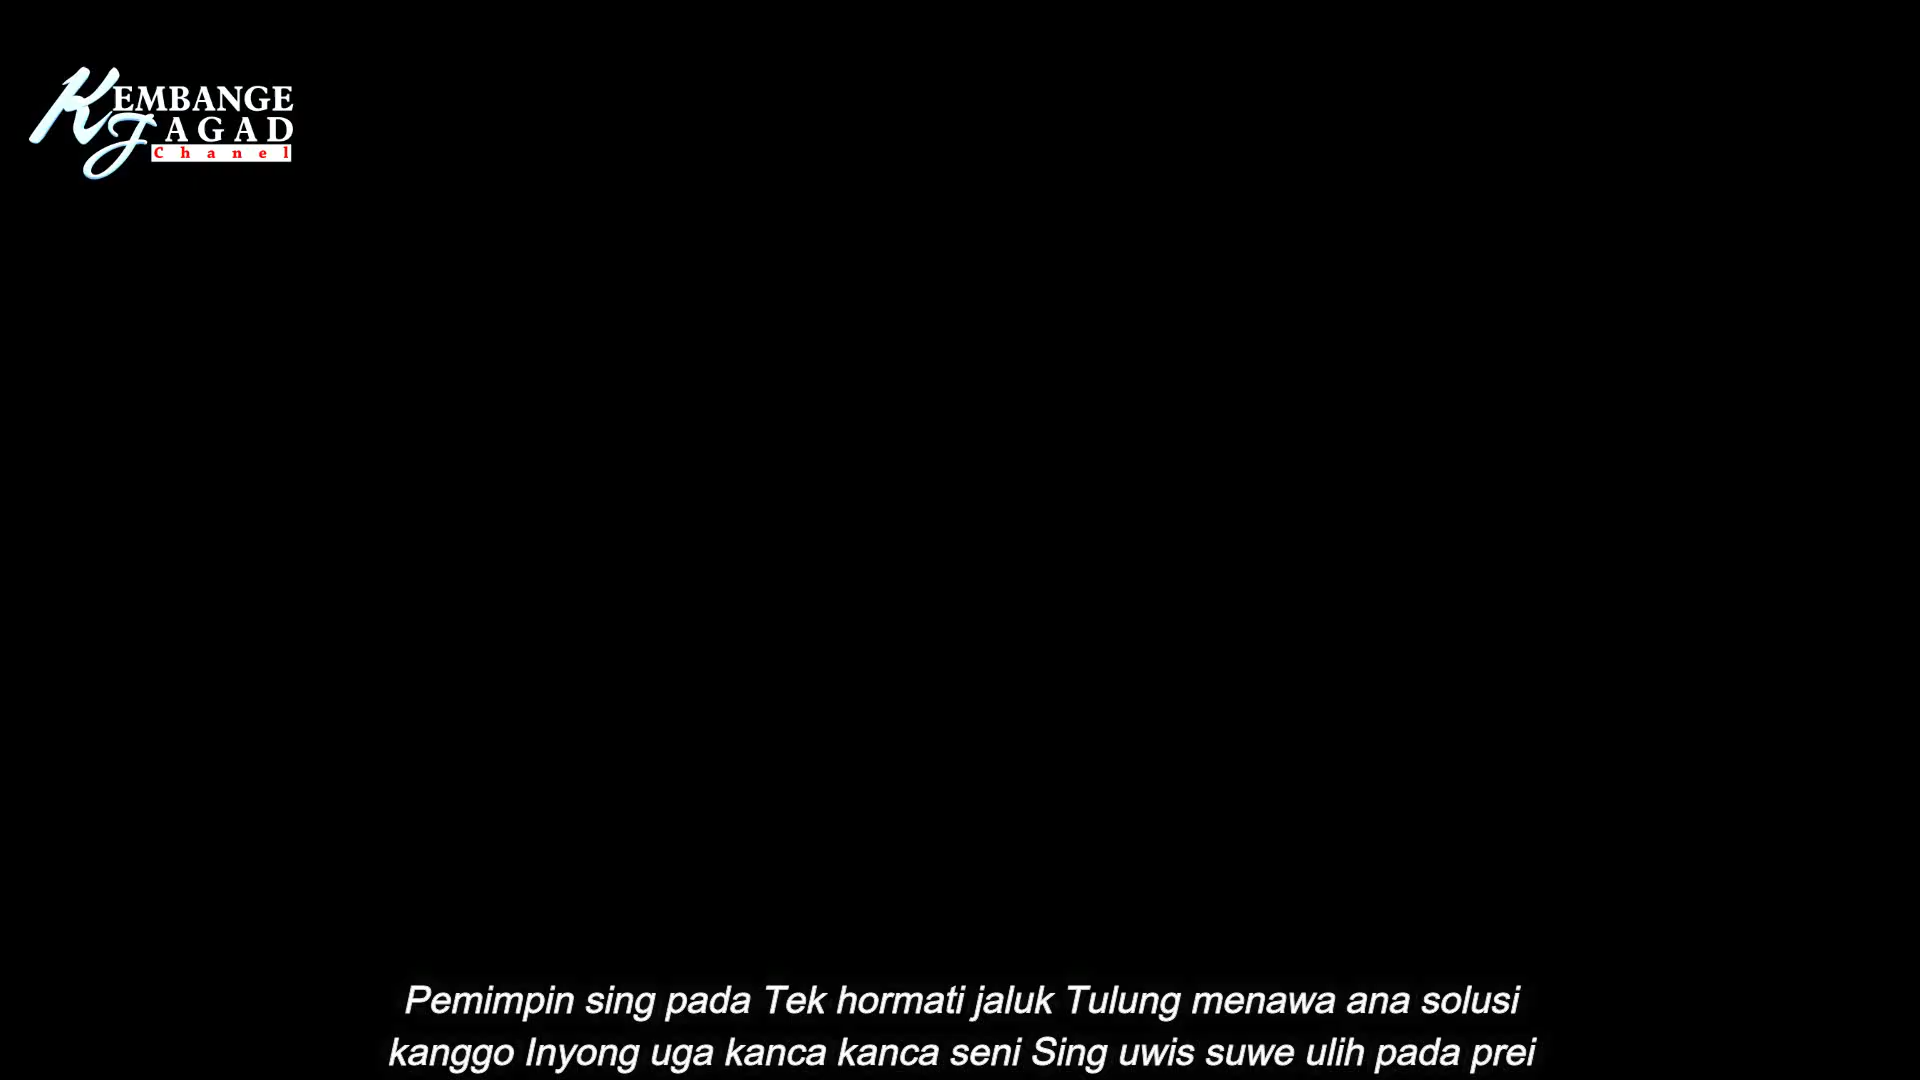 KEMBANGE
JAGAD
Chanel
Pemimpin sing pada Tek hormati jaluk Tulung menawa ana solusi
kanggo Inyong uga kanca kanca seni Sing uwis suwe ulih pada prei